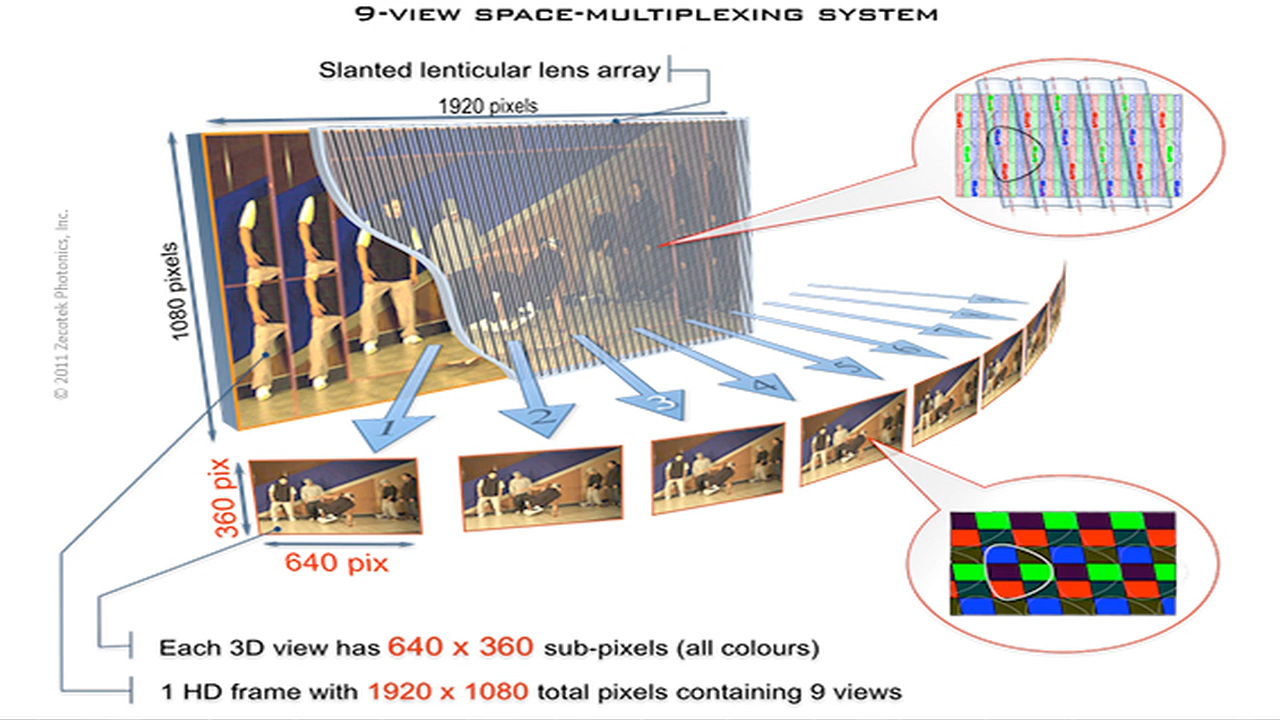 9-VIEW SPACE-MULTIPLEXING SYSTEM
Slanted lenticular lens array
1920 pixels
1080 pixels
© 2011 Zecotek Photonics, Inc.
1
2
3
4
5
6
7
360 pix
640 pix
Each 3D view has 640 x 360 sub-pixels (all colours)
1 HD frame with 1920 x 1080 total pixels containing 9 views